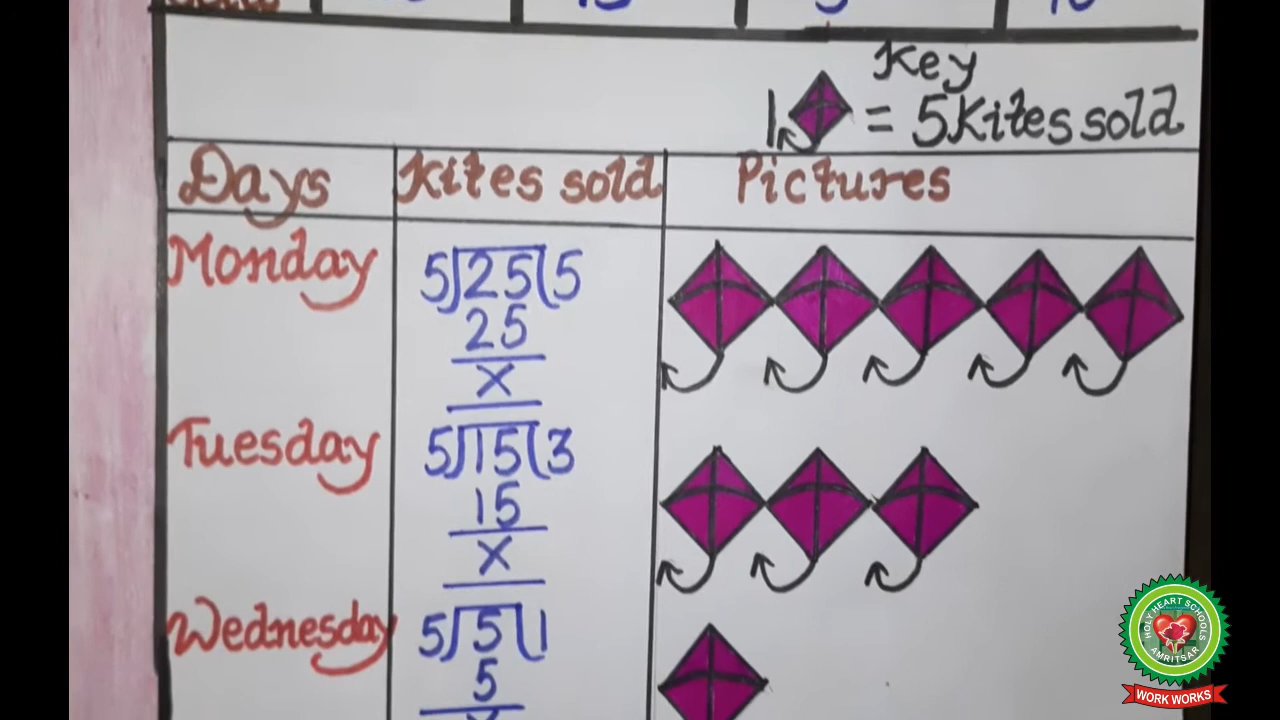 Key
1 = 5 Kites sold
Days Kites sold Pictures
Monday 5)25(5
25
x
Tuesday 5)15(3
15
x
Wednesday 5)5(1
5
HOLY HEART SCHOOLS
AMRITSAR
WORK WORKS